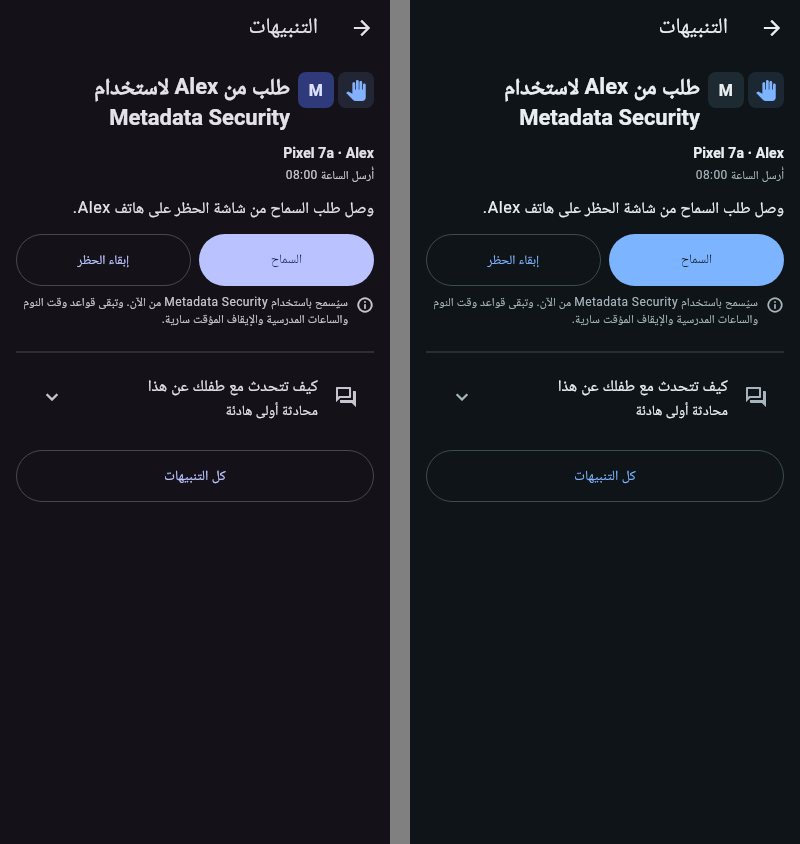 التنبيهات
طلب من Alex لاستخدام
Metadata Security
M
Pixel 7a · Alex
أرسل الساعة 08:00
وصل طلب السماح من شاشة الحظر على هاتف Alex.
السماح
إبقاء الحظر
سيُسمح باستخدام Metadata Security من الآن. وتبقى قواعد وقت النوم
والساعات المدرسية والإيقاف المؤقت سارية.
كيف تتحدث مع طفلك عن هذا
محادثة أولى هادئة
كل التنبيهات
التنبيهات
طلب من Alex لاستخدام
Metadata Security
M
Pixel 7a · Alex
أرسل الساعة 08:00
وصل طلب السماح من شاشة الحظر على هاتف Alex.
السماح
إبقاء الحظر
سيُسمح باستخدام Metadata Security من الآن. وتبقى قواعد وقت النوم
والساعات المدرسية والإيقاف المؤقت سارية.
كيف تتحدث مع طفلك عن هذا
محادثة أولى هادئة
كل التنبيهات